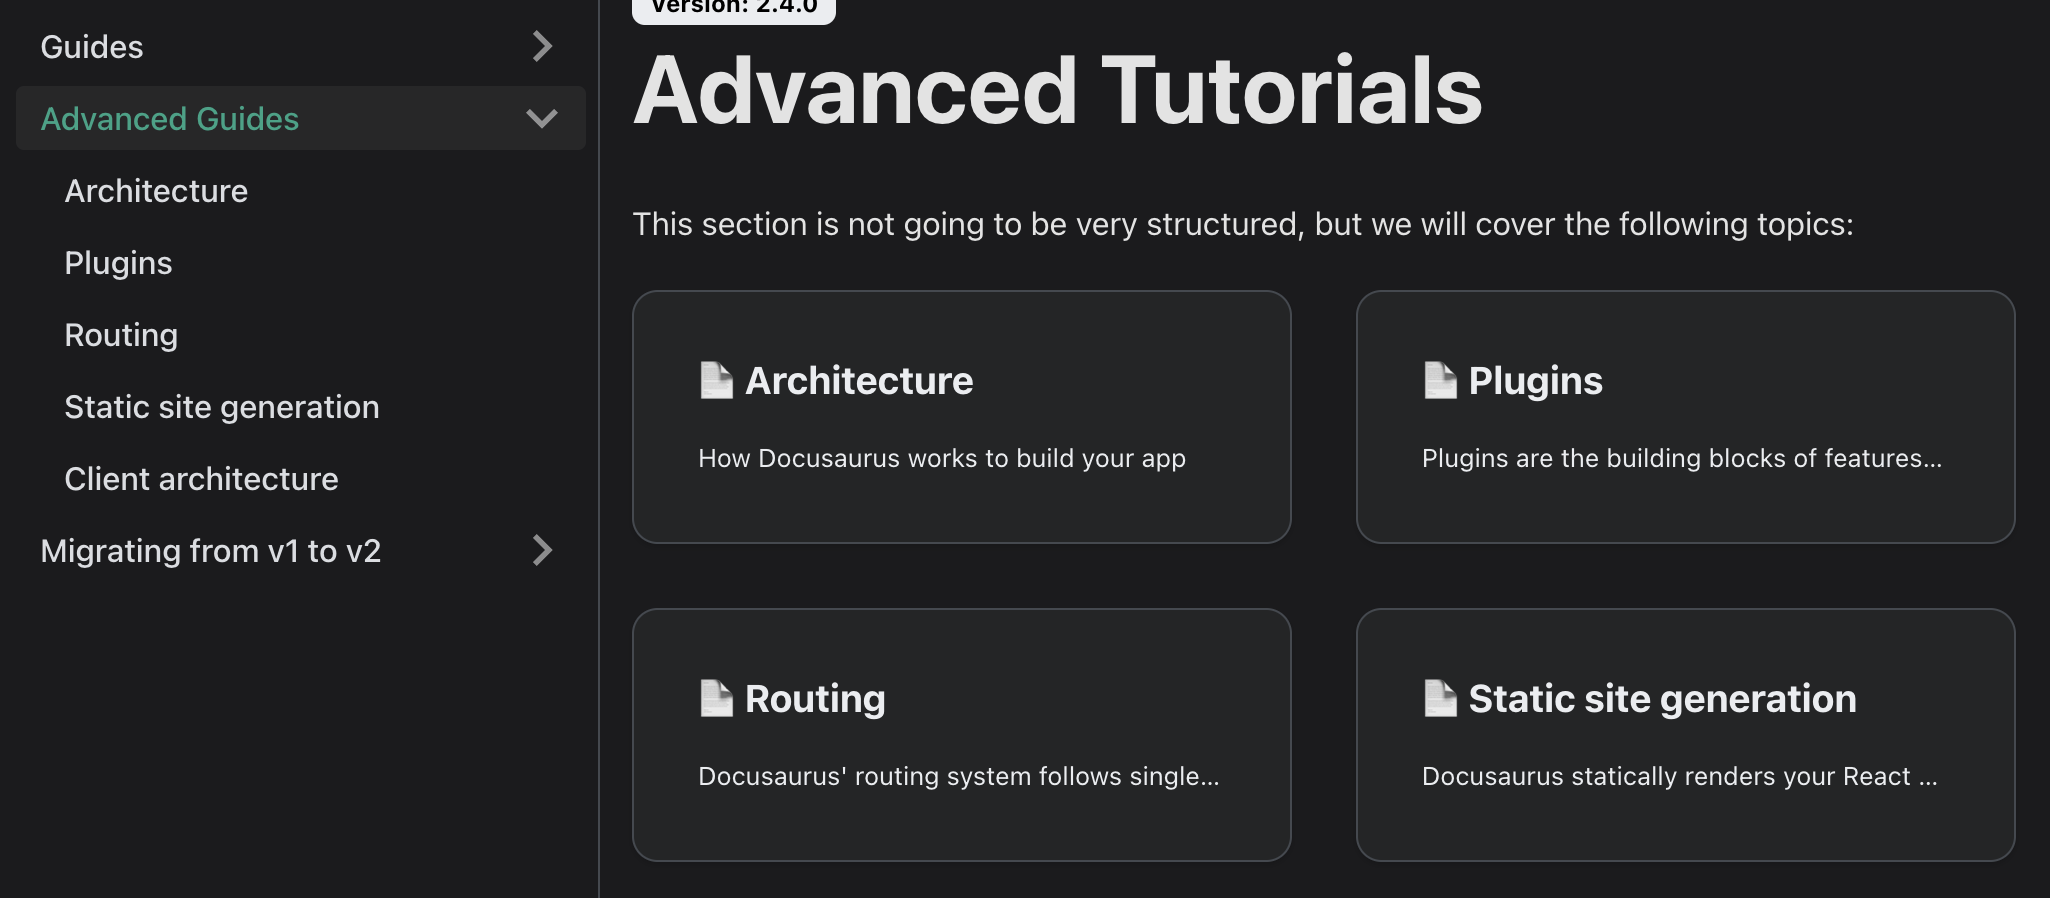 Guides
Advanced Guides
Architecture
Plugins
Routing
Static site generation
Client architecture
Migrating from v1 to v2
Version: 2.4.0
Advanced Tutorials
This section is not going to be very structured, but we will cover the following topics:
Architecture
How Docusaurus works to build your app
Plugins
Plugins are the building blocks of features...
Routing
Docusaurus' routing system follows single...
Static site generation
Docusaurus statically renders your React ...